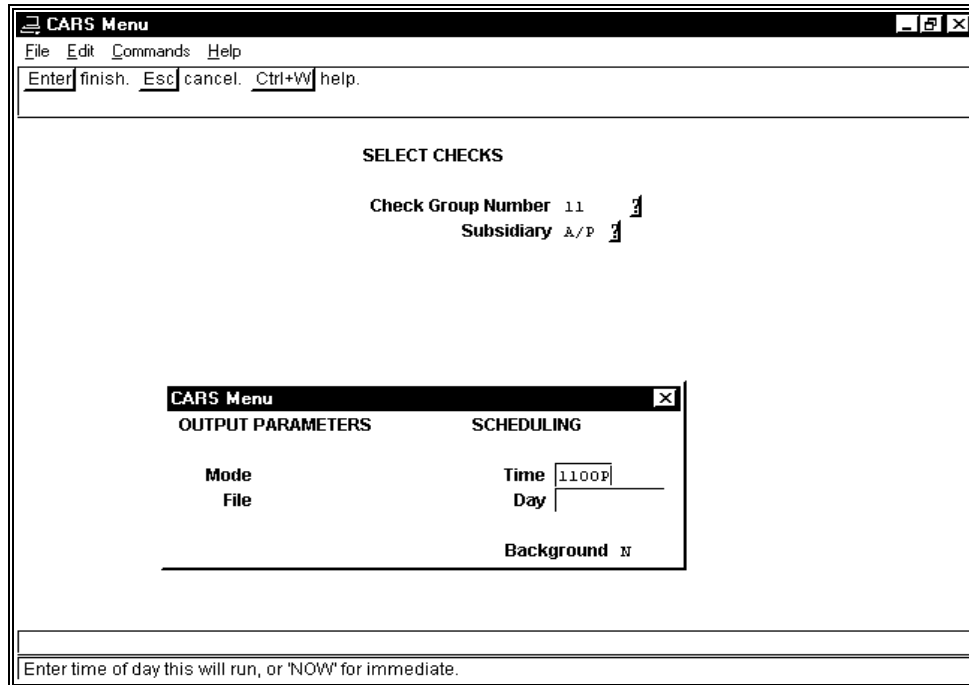 CARS Menu
File Edit Commands Help
Enter finish. Esc cancel. Ctrl+W help.
SELECT CHECKS
Check Group Number 11 ?
Subsidiary A/P ?
CARS Menu
OUTPUT PARAMETERS SCHEDULING
Mode Time 1100P
File Day
Background N
Enter time of day this will run, or 'NOW' for immediate.